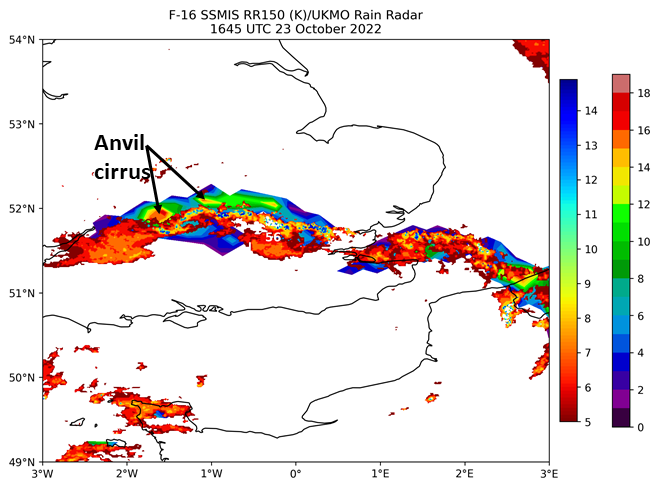 F-16 SSMIS RR150 (K)/UKMO Rain Radar
1645 UTC 23 October 2022
54°N
53°N
52°N
51°N
50°N
49°N
Anvil
cirrus
56
3°W
2°W
1°W
0°
1°E
2°E
3°E
14
13
12
11
10
9
8
7
6
5
18
16
14
12
10
8
6
4
2
0